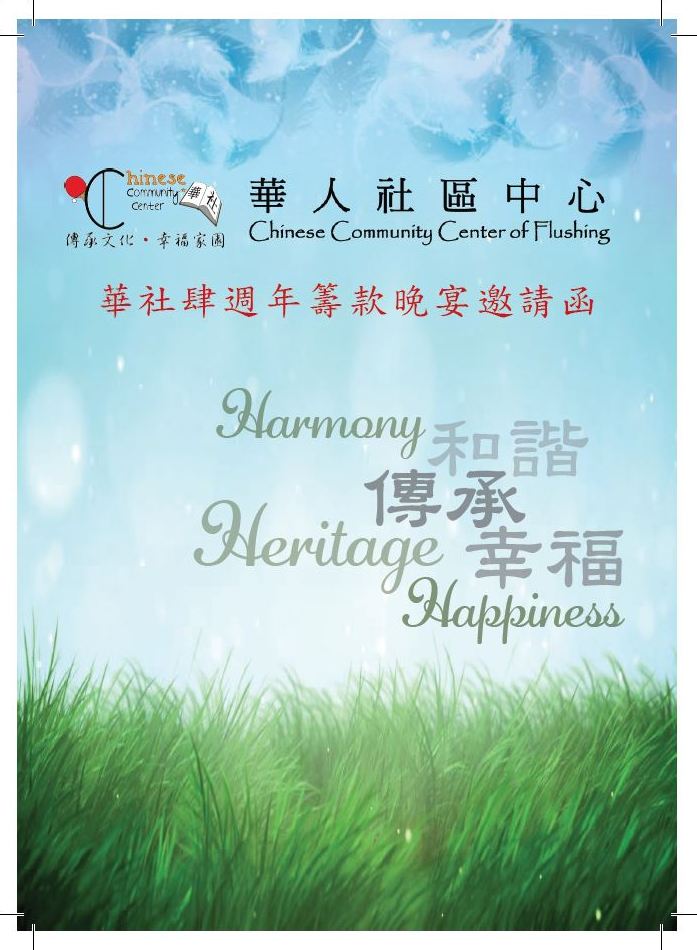 Chinese
Community
Center
華社
傳承文化・幸福家園
華人社區中心
Chinese Community Center of Flushing
華社肆週年籌款晚宴邀請函
Harmony 和諧
傳承
Heritage 幸福
Happiness